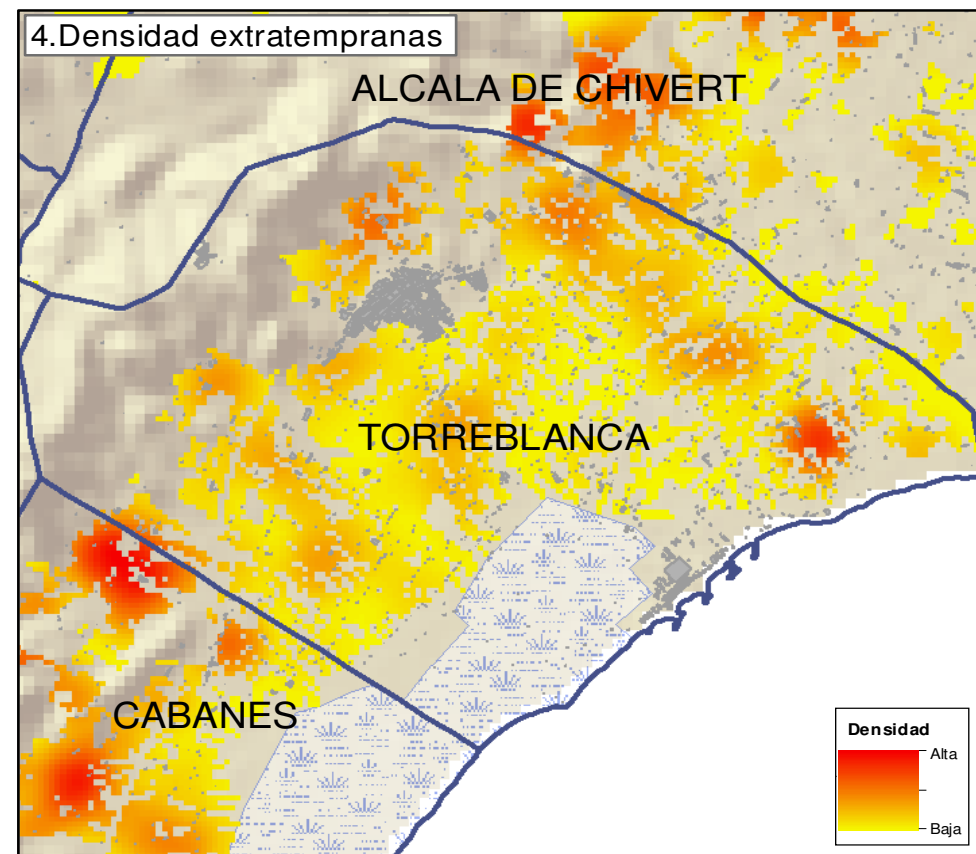 4.Densidad extratempranas
ALCALA DE CHIVERT
TORREBLANCA
CABANES
Densidad
Alta
Baja